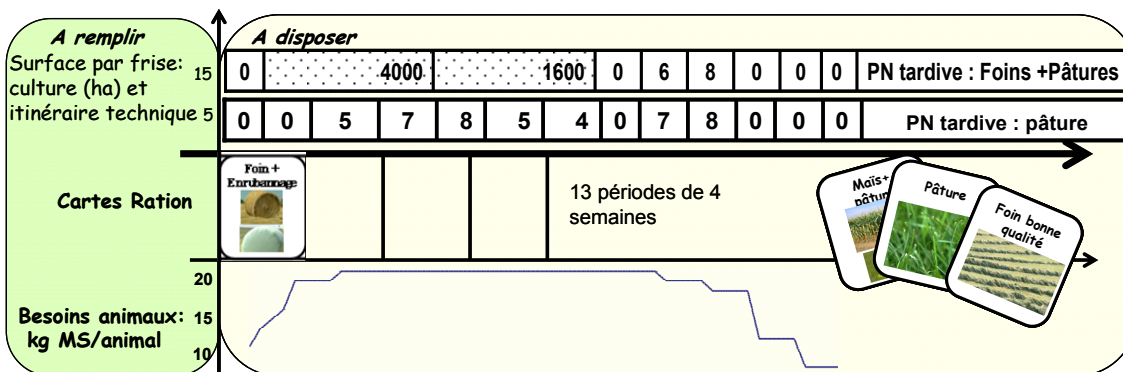 A remplir
A disposer
Surface par frise:
culture (ha) et
itinéraire technique
15
5
0 4000 1600 0 6 8 0 0 0 PN tardive : Foins +Pâtures
0 0 5 7 8 5 4 0 7 8 0 0 0 PN tardive : pâture
Cartes Ration
Foin +
Enrubannage
13 périodes de 4
semaines
Maïs+
pâtur
Pâture
Foin bonne
qualité
Besoins animaux:
kg MS/animal
20
15
10